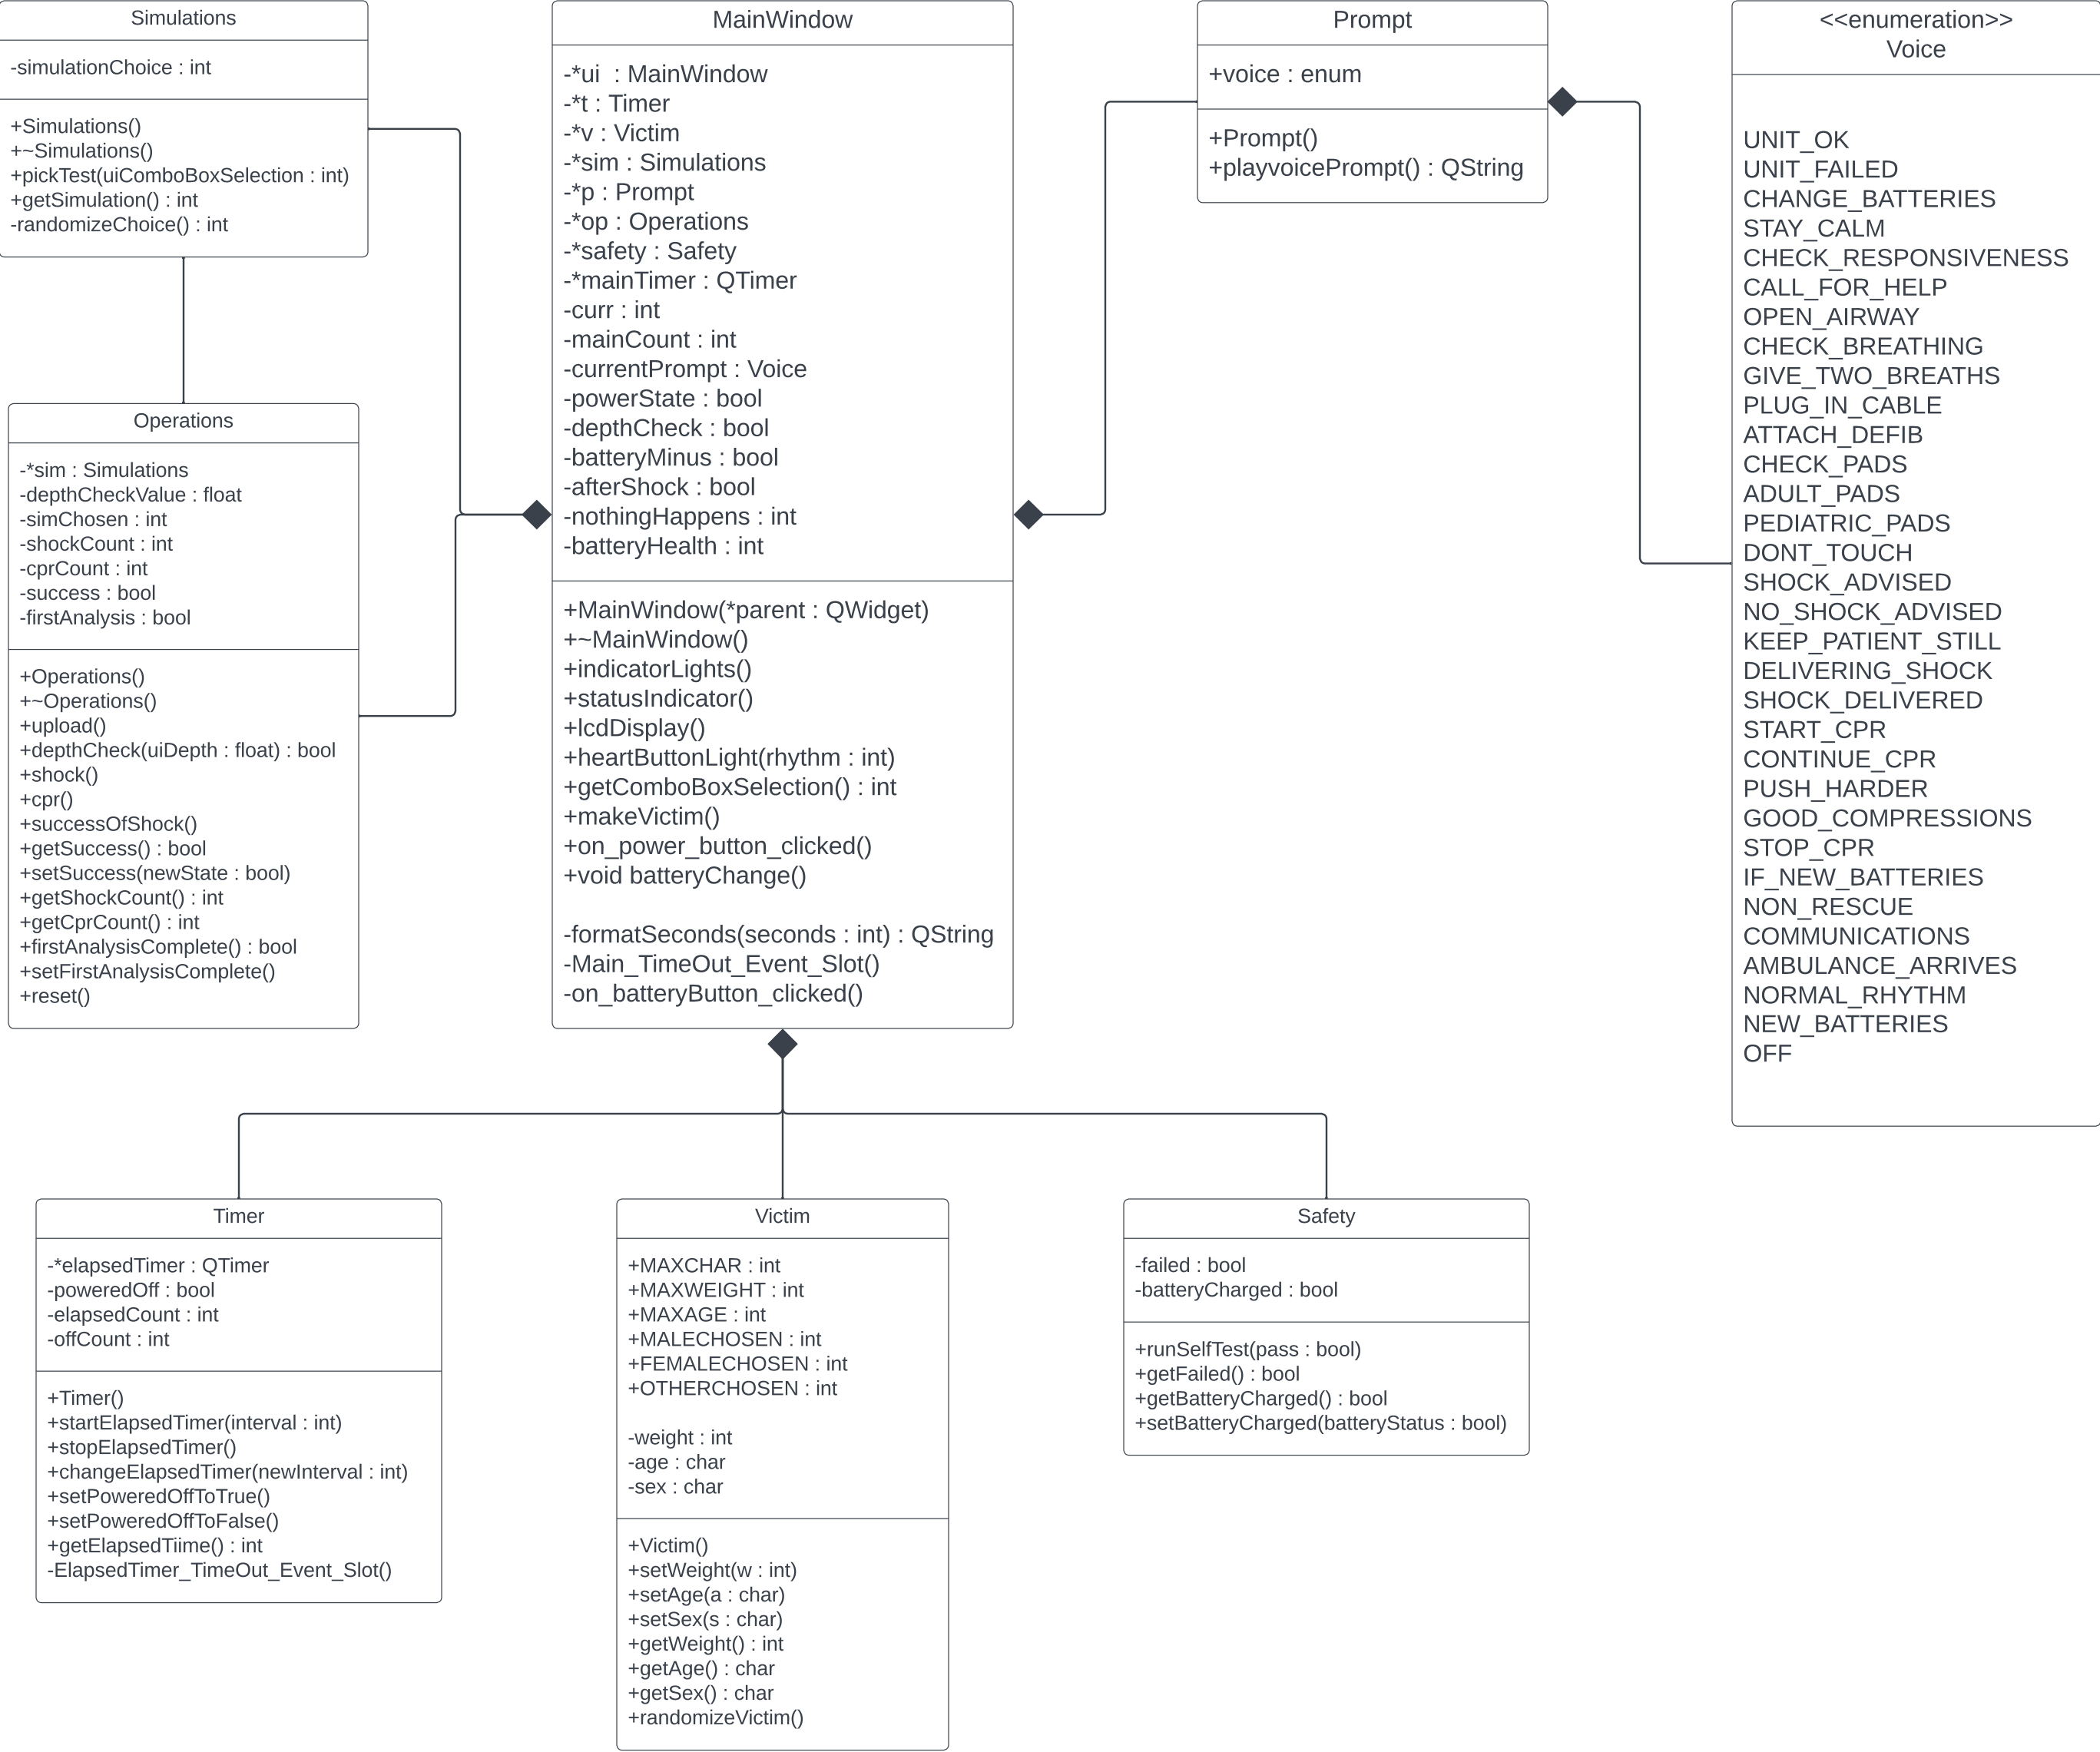 Simulations
-simulationChoice : int
+Simulations()
+~Simulations()
+pickTest(uiComboBoxSelection : int)
+getSimulation() : int
-randomizeChoice() : int
Operations
-*sim : Simulations
-depthCheckValue : float
-simChosen : int
-shockCount : int
-cprCount : int
-success : bool
-firstAnalysis : bool
+Operations()
+~Operations()
+upload()
+depthCheck(uiDepth : float) : bool
+shock()
+cpr()
+successOfShock()
+getSuccess() : bool
+setSuccess(newState : bool)
+getShockCount() : int
+getCprCount() : int
+firstAnalysisComplete() : bool
+setFirstAnalysisComplete()
+reset()
MainWindow
-*ui  : MainWindow
-*t : Timer
-*v : Victim
-*sim : Simulations
-*p : Prompt
-*op : Operations
-*safety : Safety
-*mainTimer : QTimer
-curr : int
-mainCount : int
-currentPrompt : Voice
-powerState : bool
-depthCheck : bool
-batteryMinus : bool
-afterShock : bool
-nothingHappens : int
-batteryHealth : int
+MainWindow(*parent : QWidget)
+~MainWindow()
+indicatorLights()
+statusIndicator()
+lcdDisplay()
+heartButtonLight(rhythm : int)
+getComboBoxSelection() : int
+makeVictim()
+on_power_button_clicked()
+void batteryChange()
-formatSeconds(seconds : int) : QString
-Main_TimeOut_Event_Slot()
-on_batteryButton_clicked()
Prompt
+voice : enum
+Prompt()
+playvoicePrompt() : QString
<<enumeration>>
Voice
UNIT_OK
UNIT_FAILED
CHANGE_BATTERIES
STAY_CALM
CHECK_RESPONSIVENESS
CALL_FOR_HELP
OPEN_AIRWAY
CHECK_BREATHING
GIVE_TWO_BREATHS
PLUG_IN_CABLE
ATTACH_DEFIB
CHECK_PADS
ADULT_PADS
PEDIATRIC_PADS
DONT_TOUCH
SHOCK_ADVISED
NO_SHOCK_ADVISED
KEEP_PATIENT_STILL
DELIVERING_SHOCK
SHOCK_DELIVERED
START_CPR
CONTINUE_CPR
PUSH_HARDER
GOOD_COMPRESSIONS
STOP_CPR
IF_NEW_BATTERIES
NON_RESCUE
COMMUNICATIONS
AMBULANCE_ARRIVES
NORMAL_RHYTHM
NEW_BATTERIES
OFF
Timer
-*elapsedTimer : QTimer
-poweredOff : bool
-elapsedCount : int
-offCount : int
+Timer()
+startElapsedTimer(interval : int)
+stopElapsedTimer()
+changeElapsedTimer(newInterval : int)
+setPoweredOffToTrue()
+setPoweredOffToFalse()
+getElapsedTiime() : int
-ElapsedTimer_TimeOut_Event_Slot()
Victim
+MAXCHAR : int
+MAXWEIGHT : int
+MAXAGE : int
+MALECHOSEN : int
+FEMALECHOSEN : int
+OTHERCHOSEN : int
-weight : int
-age : char
-sex : char
+Victim()
+setWeight(w : int)
+setAge(a : char)
+setSex(s : char)
+getWeight() : int
+getAge() : char
+getSex() : char
+randomizeVictim()
Safety
-failed : bool
-batteryCharged : bool
+runSelfTest(pass : bool)
+getFailed() : bool
+getBatteryCharged() : bool
+setBatteryCharged(batteryStatus : bool)